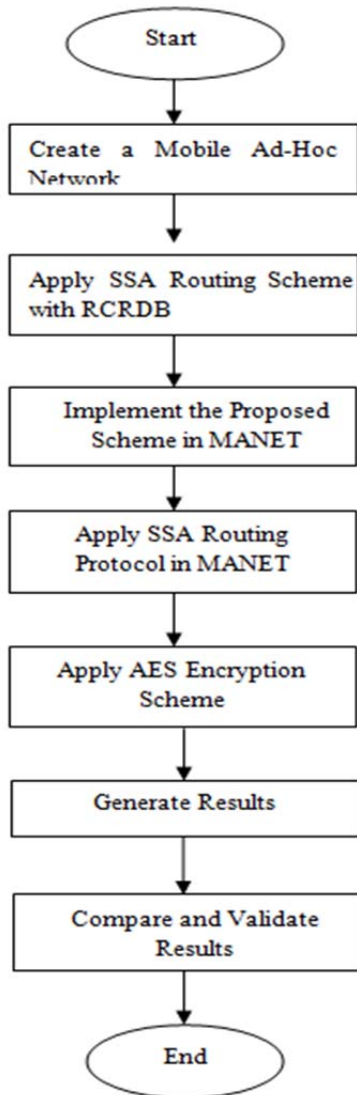 Start
Create a Mobile Ad-Hoc
Network
Apply SSA Routing Scheme
with RCRDB
Implement the Proposed
Scheme in MANET
Apply SSA Routing
Protocol in MANET
Apply AES Encryption
Scheme
Generate Results
Compare and Validate
Results
End